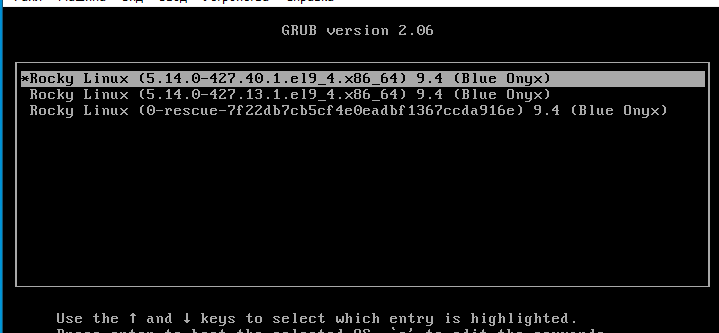 GRUB version 2.06
*Rocky Linux (5.14.0-427.40.1.el9_4.x86_64) 9.4 (Blue Onyx)
Rocky Linux (5.14.0-427.13.1.el9_4.x86_64) 9.4 (Blue Onyx)
Rocky Linux (0-rescue-7f22db7cb5cf4e0eadbf1367ccda916e) 9.4 (Blue Onyx)
Use the ↑ and ↓ keys to select which entry is highlighted.